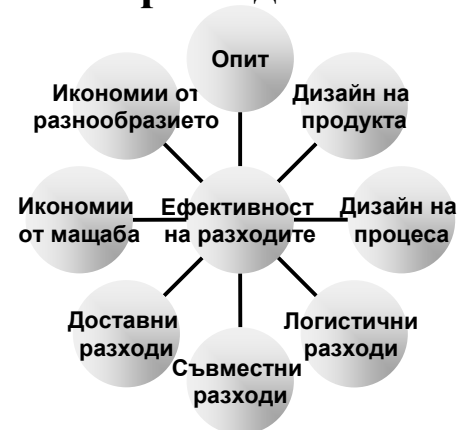 Опит
Икономии от
разнообразието
Дизайн на
продукта
Икономии
от мащаба
Ефективност
на разходите
Дизайн на
процеса
Доставни
разходи
Логистични
разходи
Съвместни
разходи